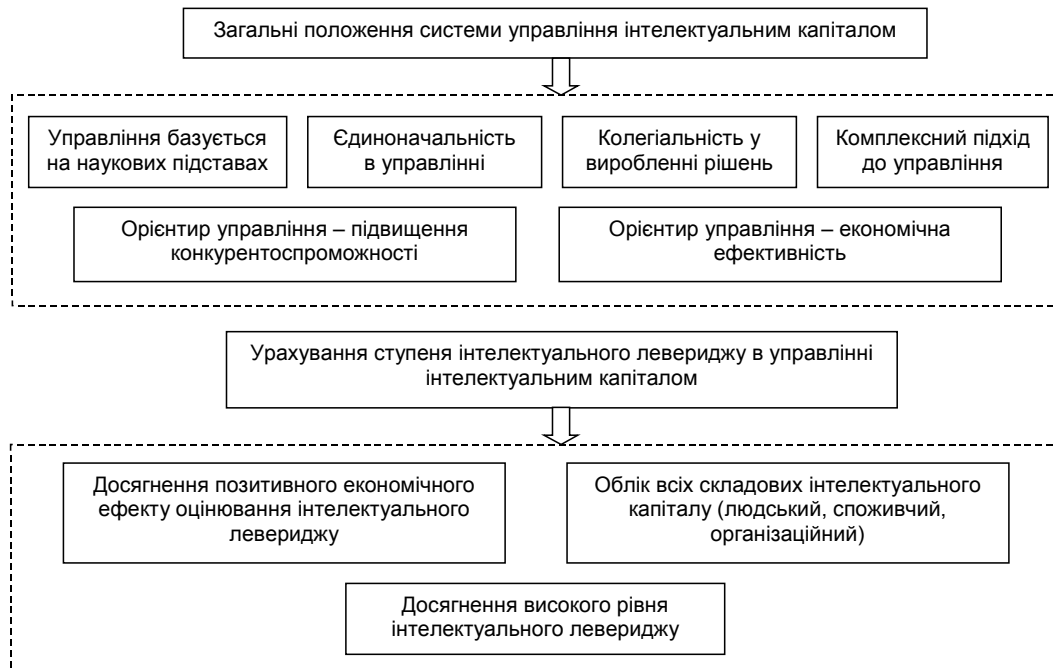 Загальні положення системи управління інтелектуальним капіталом
Управління базується
на наукових підставах
Єдиноначальність
в управлінні
Колегіальність у
виробленні рішень
Комплексний підхід
до управління
Орієнтир управління – підвищення
конкурентоспроможності
Орієнтир управління – економічна
ефективність
Урахування ступеня інтелектуального левериджу в управлінні
інтелектуальним капіталом
Досягнення позитивного економічного
ефекту оцінювання інтелектуального
левериджу
Облік всіх складових інтелектуального
капіталу (людський, споживчий,
організаційний)
Досягнення високого рівня
інтелектуального левериджу